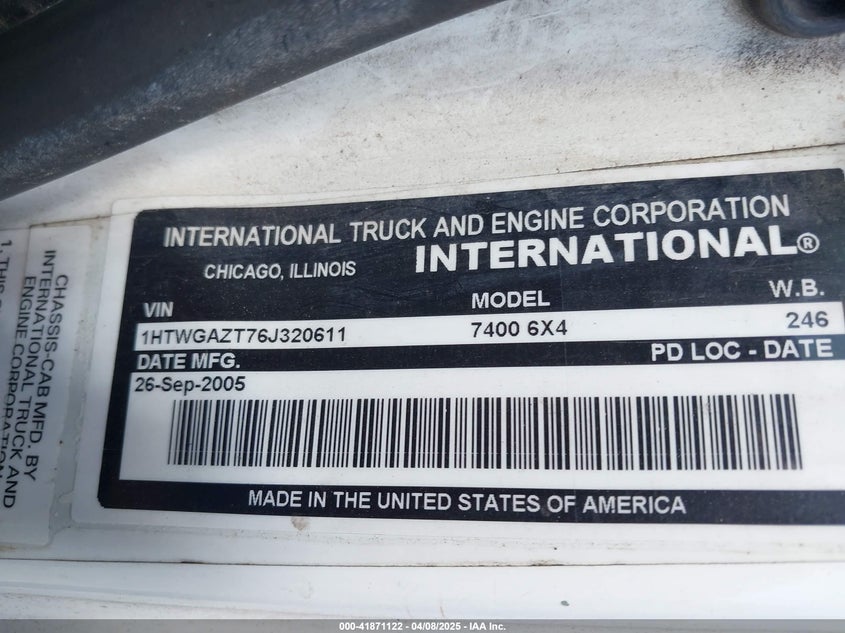 INTERNATIONAL TRUCK AND ENGINE CORPORATION
CHICAGO, ILLINOIS INTERNATIONAL®
VIN MODEL W.B.
1HTWGAZT76J320611 7400 6X4 246
DATE MFG. PD LOC - DATE
26-Sep-2005
MADE IN THE UNITED STATES OF AMERICA
CHASSIS-CAB MFD. BY
INTERNATIONAL TRUCK AND
ENGINE CORPORATION
1. THIS
000-41871122 - 04/08/2025 - IAA Inc.